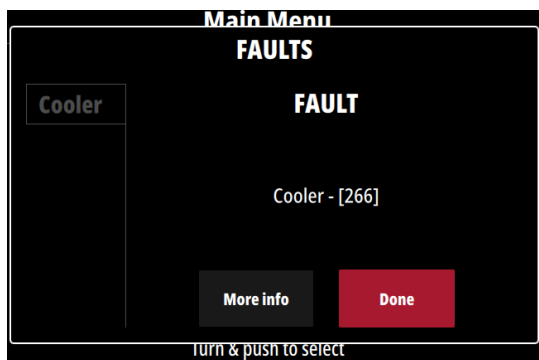 Main Menu
FAULTS
Cooler
FAULT
Cooler - [266]
More info
Done
Turn & push to select